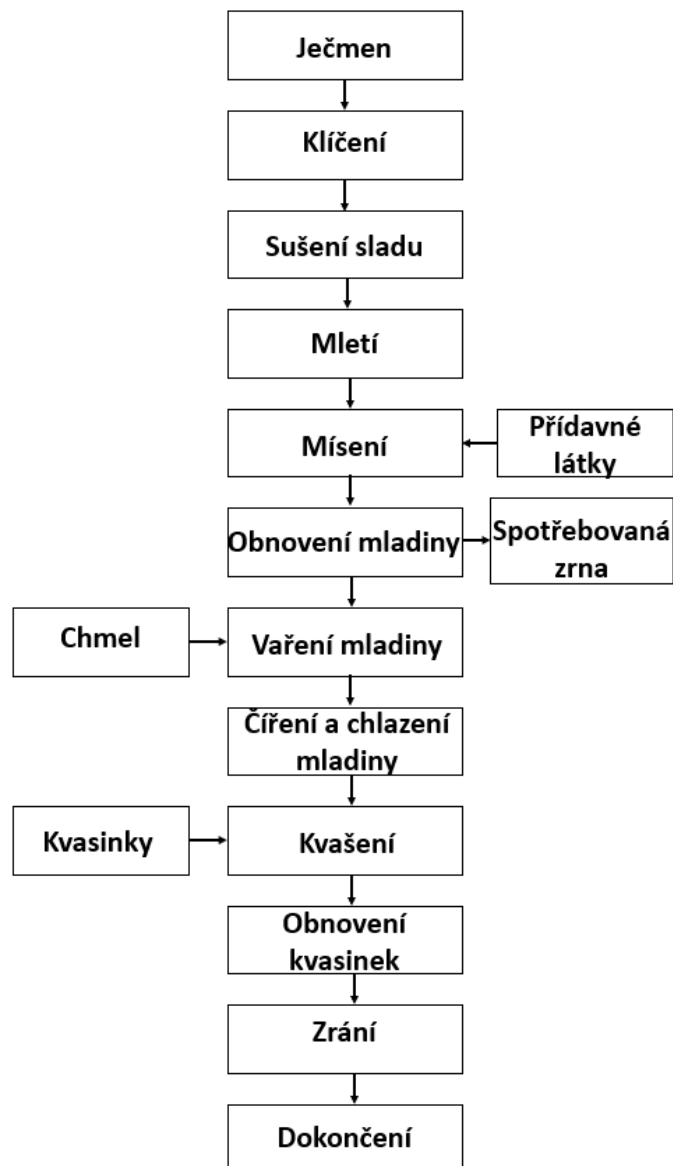 Ječmen
Klíčení
Sušení sladu
Mletí
Mísení
Přídavné
látky
Obnovení mladiny
Spotřebovaná
zrna
Chmel
Vaření mladiny
Číření a chlazení
mladiny
Kvasinky
Kvašení
Obnovení
kvasinek
Zrání
Dokončení